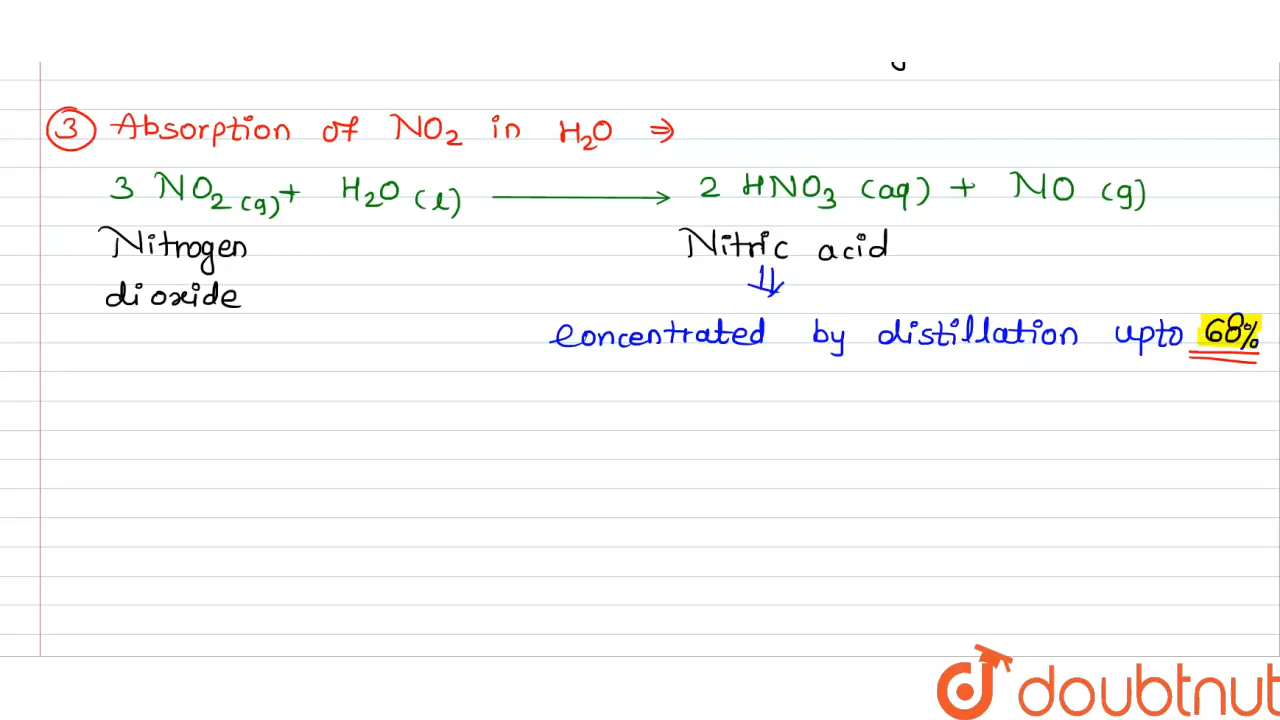 ③ Absorption of NO₂ in H₂O ⇒
3 NO₂ (g) + H₂O (l) ⟶ 2 HNO₃ (aq) + NO (g)
Nitrogen dioxide
Nitric acid
⇓
concentrated by distillation upto 68%
doubtnut